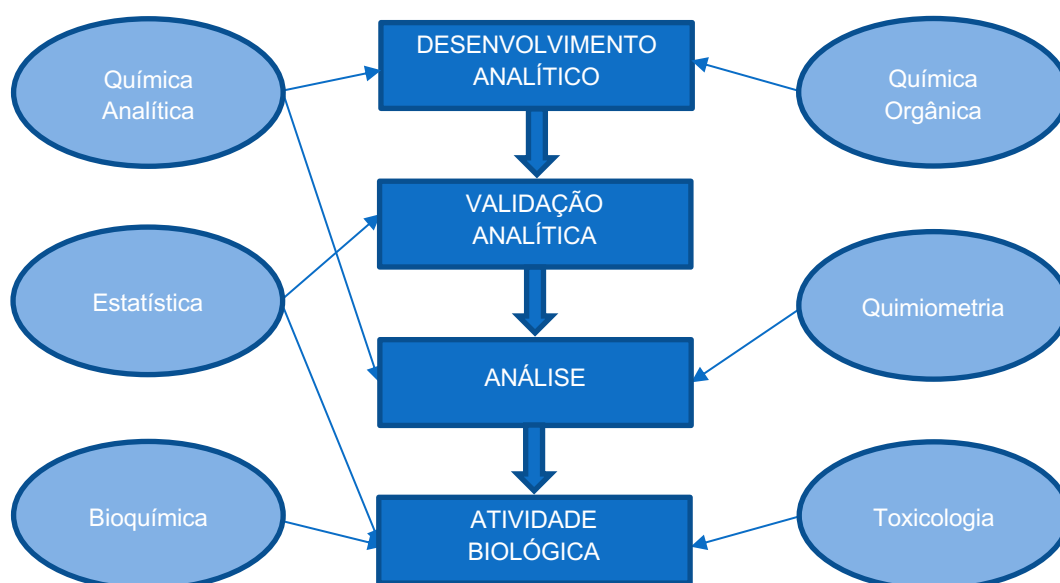 DESENVOLVIMENTO
ANALÍTICO
Química
Analítica
Química
Orgânica
VALIDAÇÃO
ANALÍTICA
Estatística
Quimiometria
ANÁLISE
Bioquímica
ATIVIDADE
BIOLÓGICA
Toxicologia